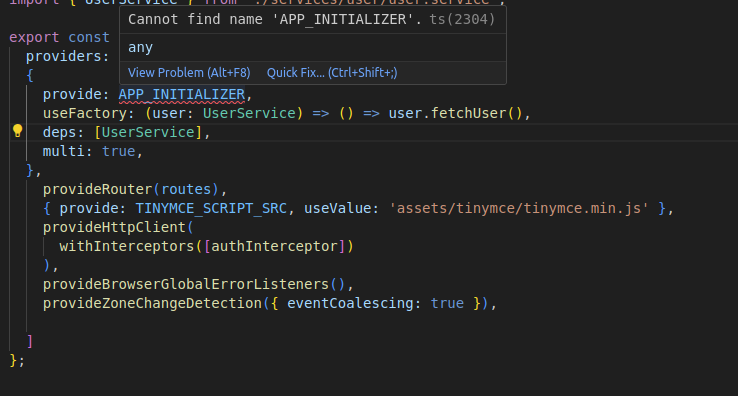 import { UserService } from './services/user/user.service';
Cannot find name 'APP_INITIALIZER'. ts(2304)
any
View Problem (Alt+F8) Quick Fix... (Ctrl+Shift+;)
export const
providers:
{
provide: APP_INITIALIZER,
useFactory: (user: UserService) => () => user.fetchUser(),
deps: [UserService],
multi: true,
},
provideRouter(routes),
{ provide: TINYMCE_SCRIPT_SRC, useValue: 'assets/tinymce/tinymce.min.js' },
provideHttpClient(
withInterceptors([authInterceptor])
),
provideBrowserGlobalErrorListeners(),
provideZoneChangeDetection({ eventCoalescing: true }),
]
};